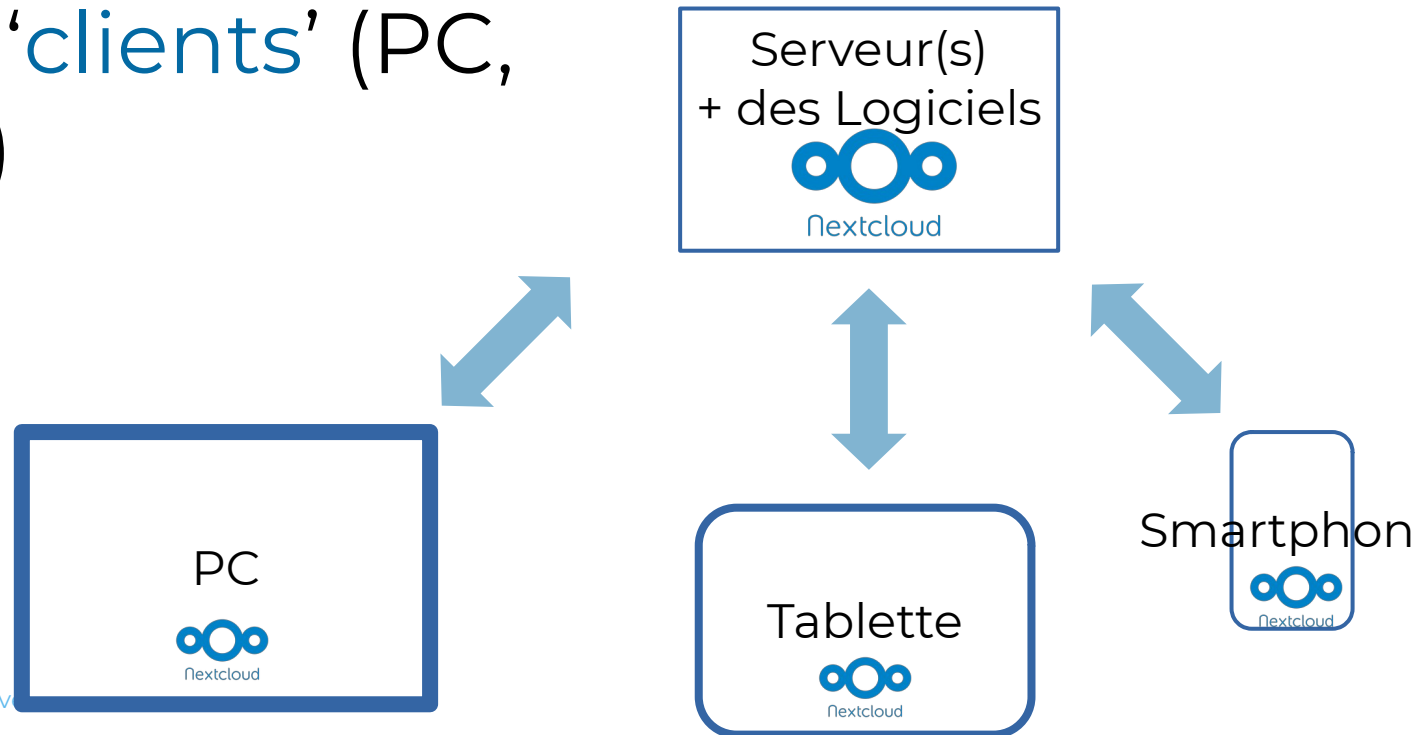 ‘clients’ (PC,
)
Serveur(s)
+ des Logiciels
Nextcloud
PC
Nextcloud
Tablette
Nextcloud
Smartphon
Nextcloud